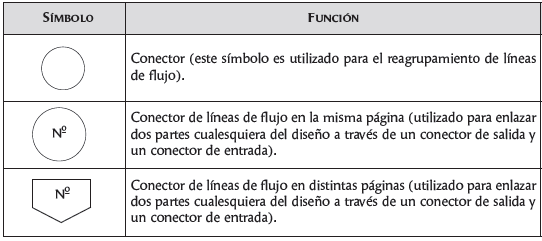 SÍMBOLO FUNCIÓN
Conector (este símbolo es utilizado para el reagrupamiento de líneas
de flujo).
Nº
Conector de líneas de flujo en la misma página (utilizado para enlazar
dos partes cualesquiera del diseño a través de un conector de salida y
un conector de entrada).
Nº
Conector de líneas de flujo en distintas páginas (utilizado para enlazar
dos partes cualesquiera del diseño a través de un conector de salida y
un conector de entrada).